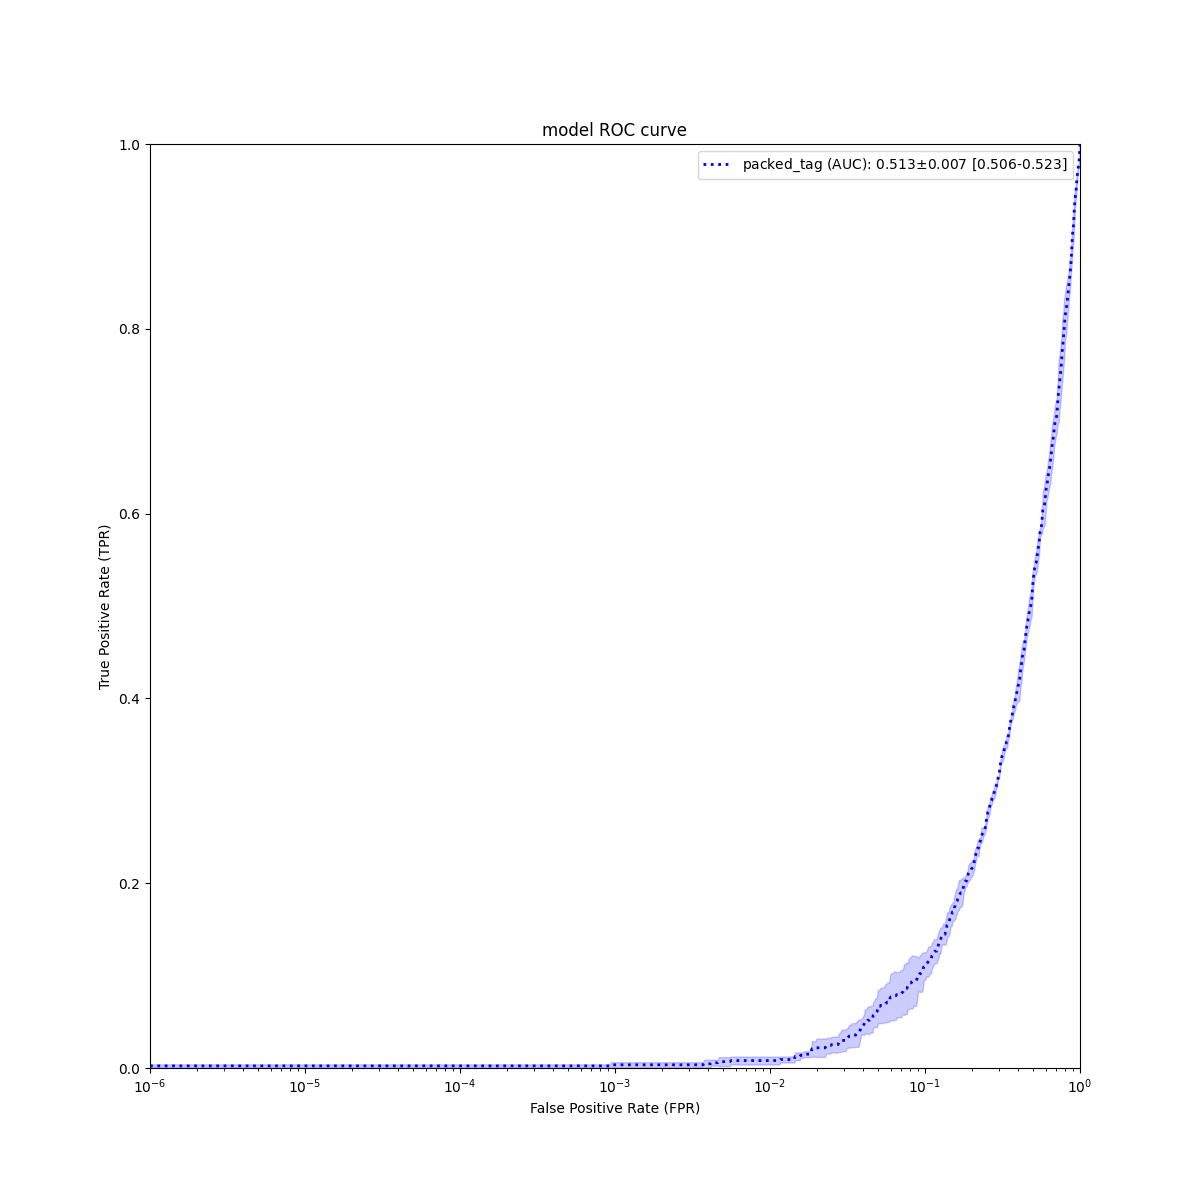 model ROC curve
packed_tag (AUC): 0.513±0.007 [0.506-0.523]
1.0
0.8
0.6
0.4
0.2
0.0
True Positive Rate (TPR)
10⁻⁶ 10⁻⁵ 10⁻⁴ 10⁻³ 10⁻² 10⁻¹ 10⁰
False Positive Rate (FPR)